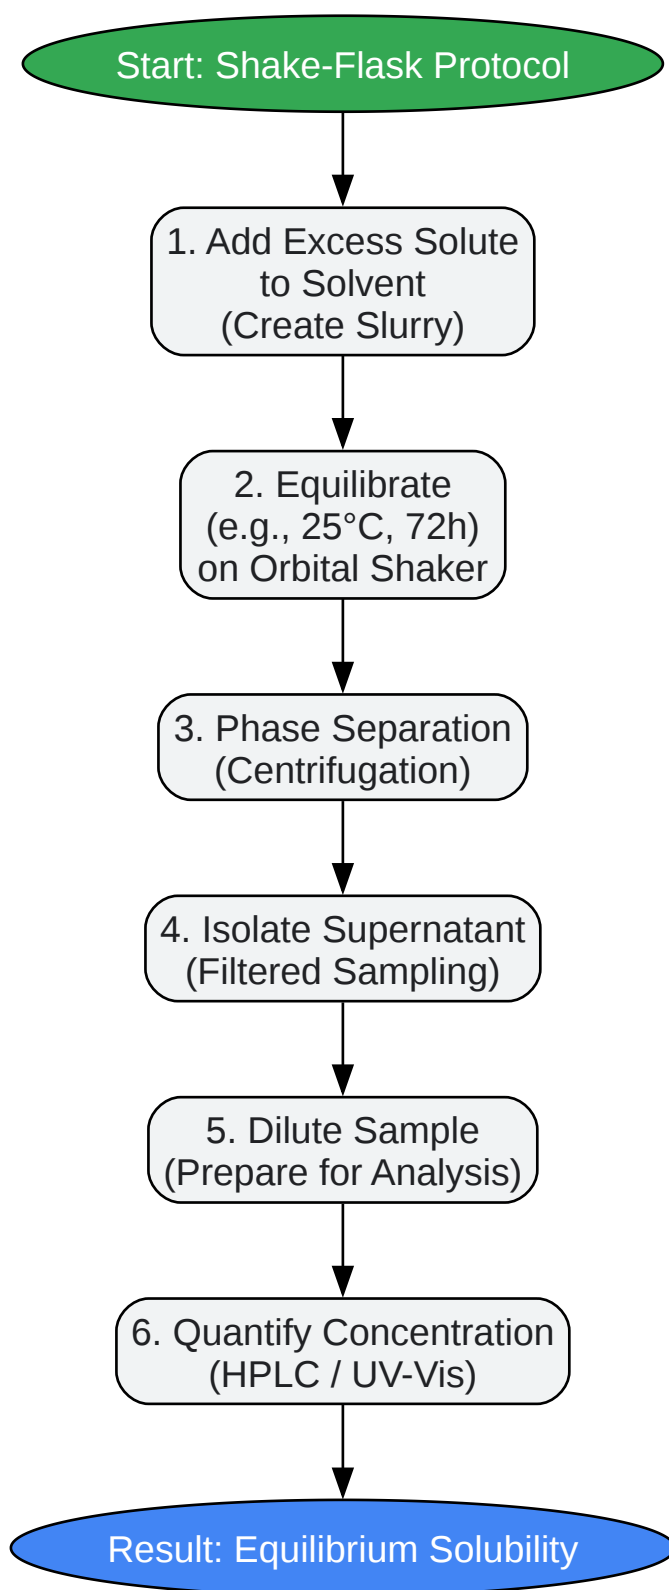 Start: Shake-Flask Protocol
1. Add Excess Solute
to Solvent
(Create Slurry)
2. Equilibrate
(e.g., 25°C, 72h)
on Orbital Shaker
3. Phase Separation
(Centrifugation)
4. Isolate Supernatant
(Filtered Sampling)
5. Dilute Sample
(Prepare for Analysis)
6. Quantify Concentration
(HPLC / UV-Vis)
Result: Equilibrium Solubility